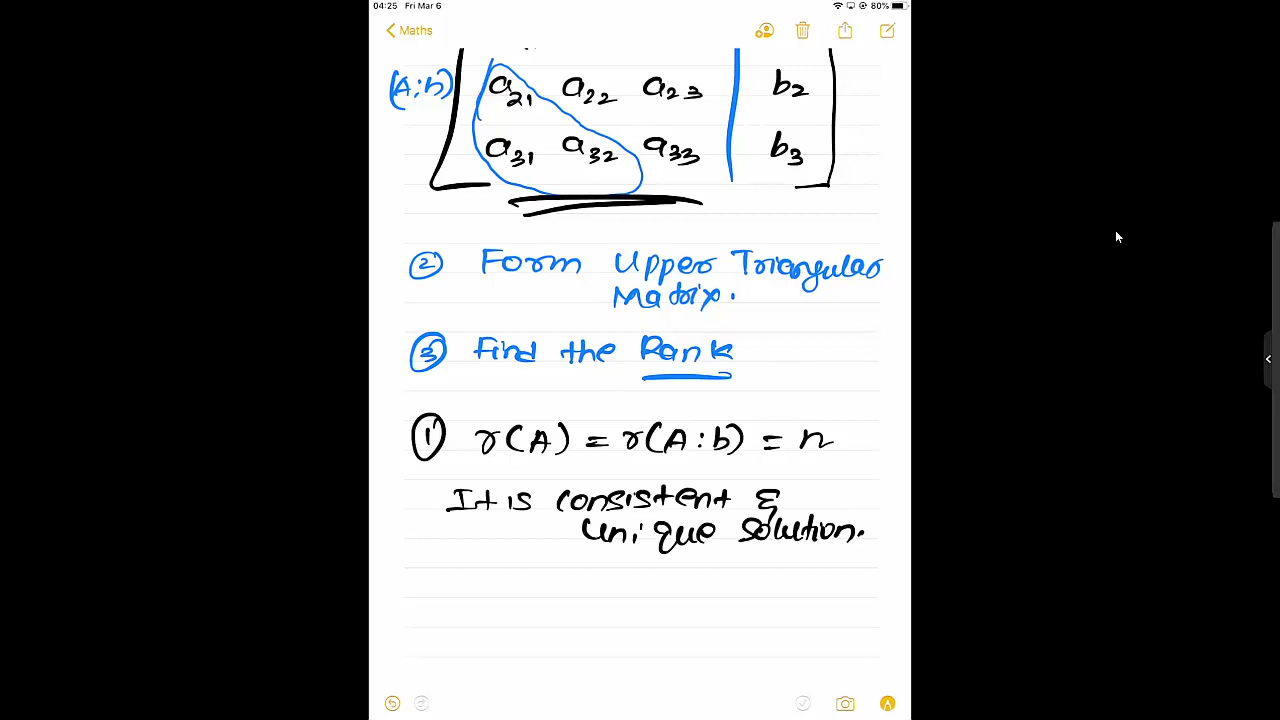 04:25 Fri Mar 6 80%
Maths
(A:b) a21 a22 a23 b2
a31 a32 a33 b3
② Form Upper Triangular
Matrix.
③ Find the Rank
① r(A) = r(A:b) = n
It is consistent &
unique solution.